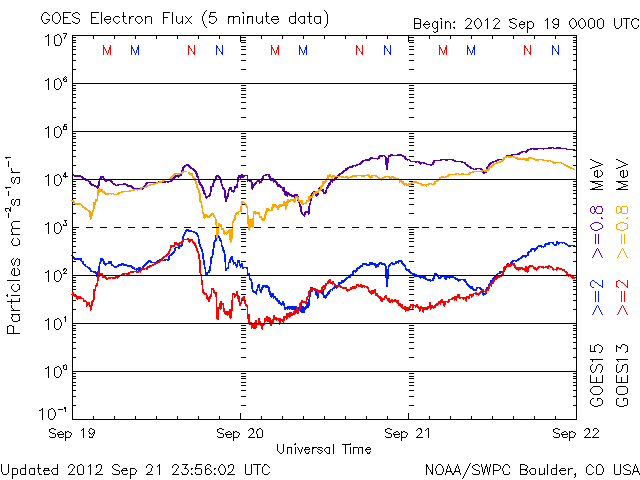 GOES Electron Flux (5 minute data)
Begin: 2012 Sep 19 0000 UTC
M M N N M M N N M M N N
10⁷
10⁶
10⁵
10⁴
10³
10²
10¹
10⁰
10⁻¹
Particles cm⁻²s⁻¹sr⁻¹
Sep 19 Sep 20 Sep 21 Sep 22
Universal Time
GOES15 >=2 >=0.8 MeV
GOES13 >=2 >=0.8 MeV
Updated 2012 Sep 21 23:56:02 UTC
NOAA/SWPC Boulder, CO USA